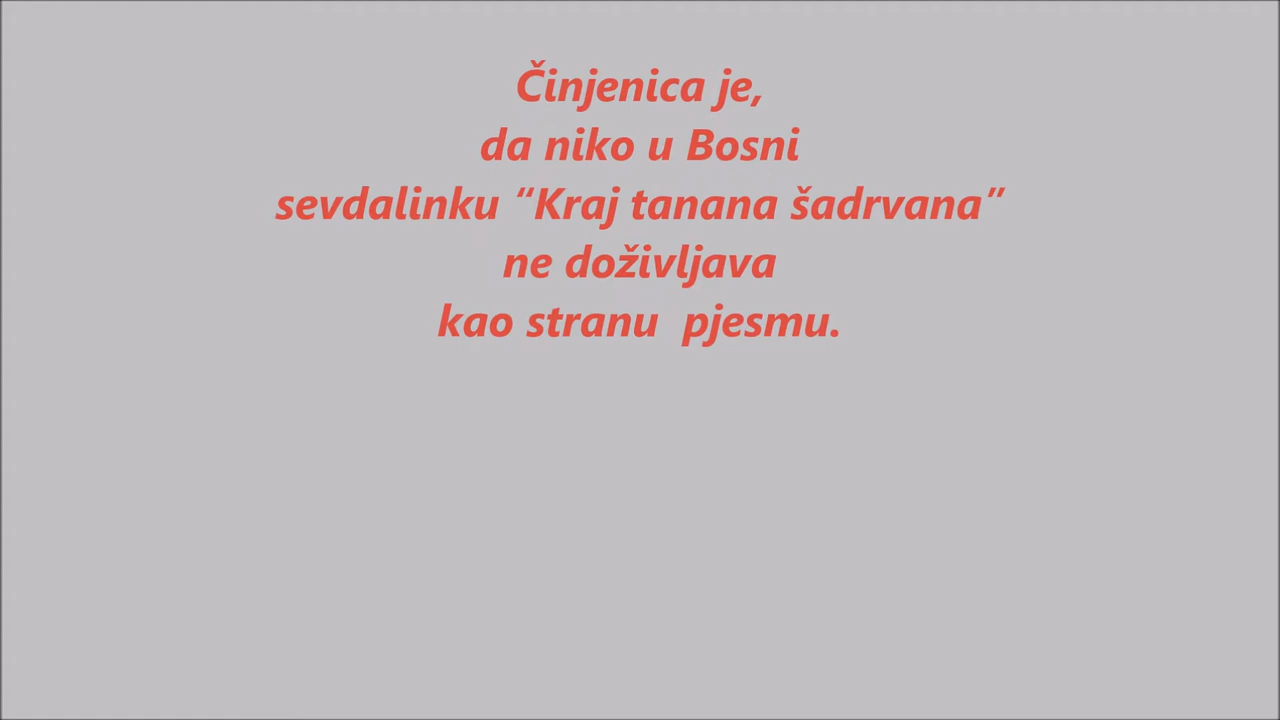 Činjenica je,
da niko u Bosni
sevdalinku “Kraj tanana šadrvana”
ne doživljava
kao stranu  pjesmu.